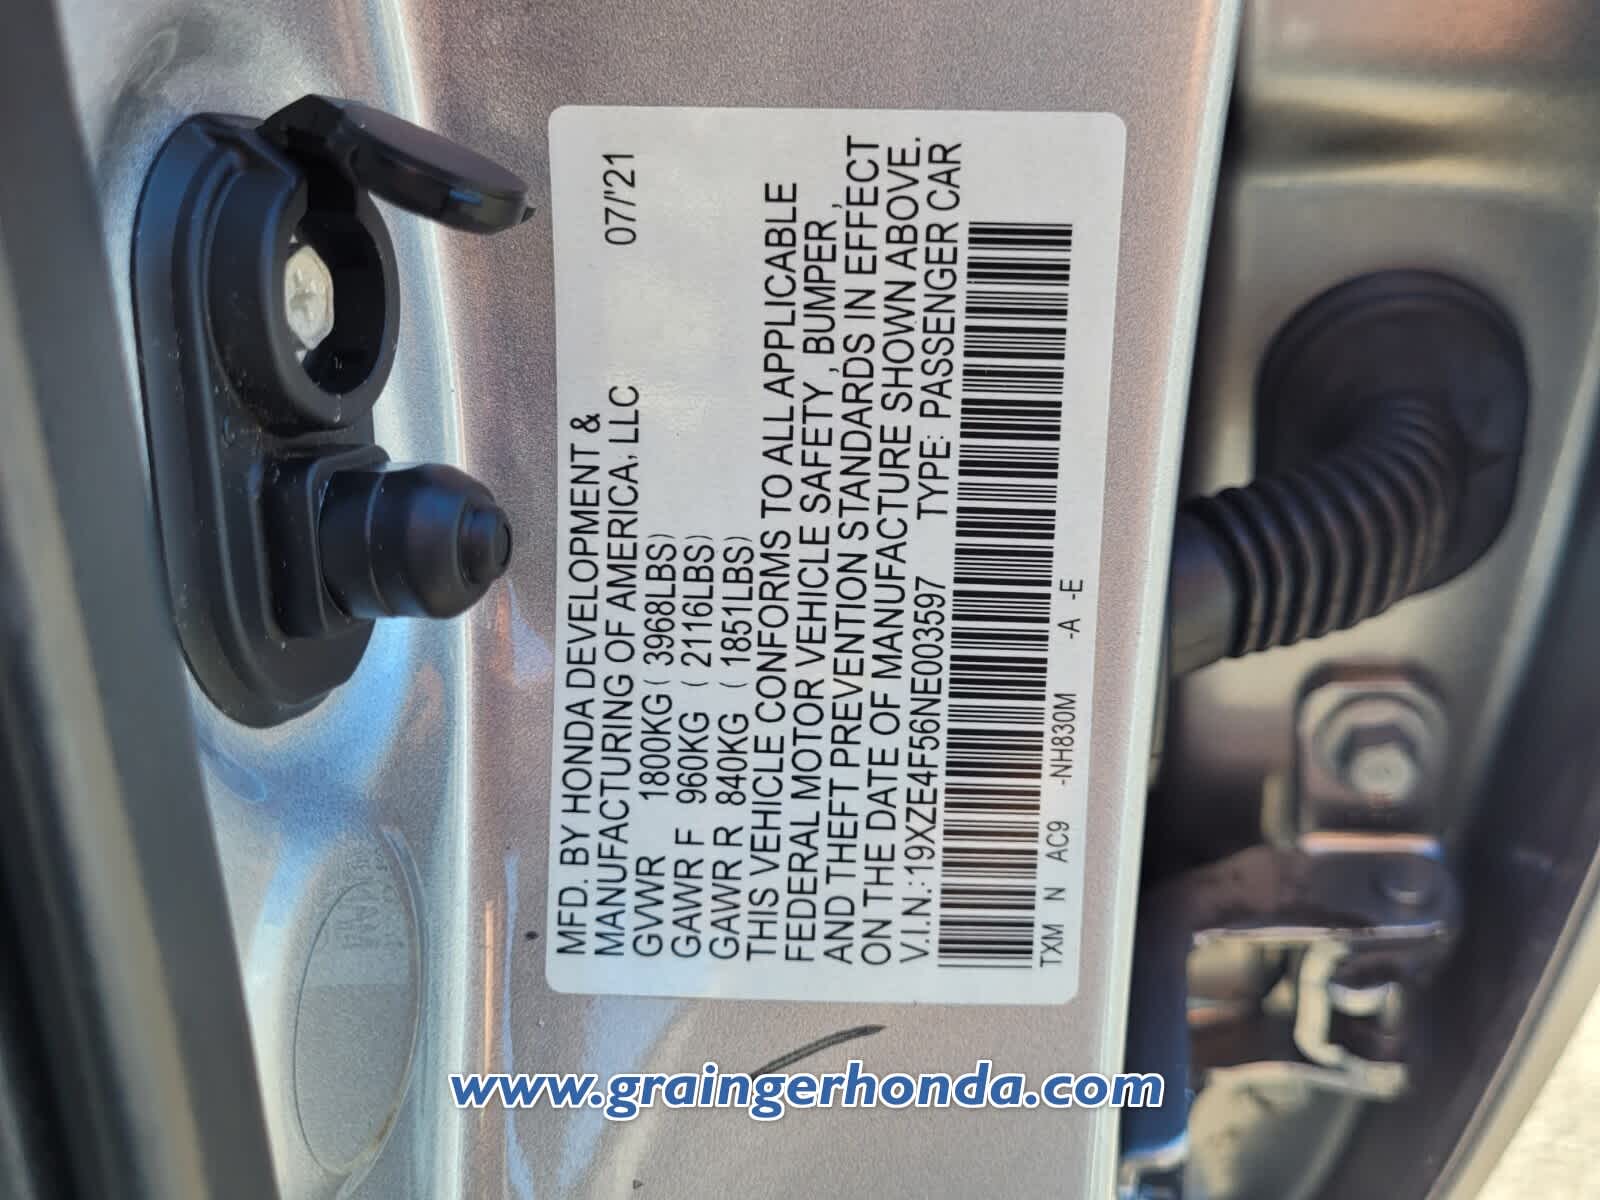 MFD. BY HONDA DEVELOPMENT &
MANUFACTURING OF AMERICA, LLC 07/'21
GVWR 1800KG ( 3968LBS)
GAWR F 960KG ( 2116LBS)
GAWR R 840KG ( 1851LBS)
THIS VEHICLE CONFORMS TO ALL APPLICABLE
FEDERAL MOTOR VEHICLE SAFETY , BUMPER ,
AND THEFT PREVENTION STANDARDS IN EFFECT
ON THE DATE OF MANUFACTURE SHOWN ABOVE.
V.I.N.:19XZE4F56NE003597 TYPE: PASSENGER CAR
TXM N AC9 -NH830M -A -E
www.graingerhonda.com